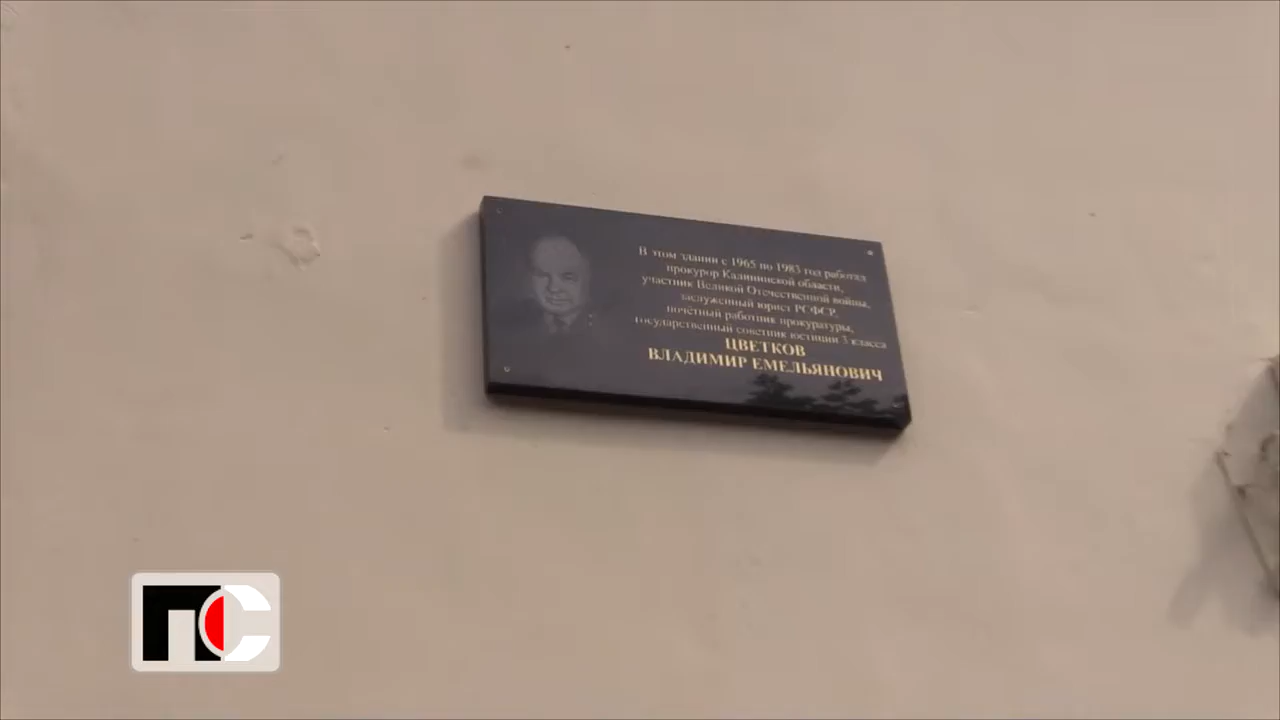 В этом здании с 1965 по 1983 год работал
прокурор Калининской области,
участник Великой Отечественной войны,
заслуженный юрист РСФСР,
почётный работник прокуратуры,
государственный советник юстиции 3 класса
ЦВЕТКОВ
ВЛАДИМИР ЕМЕЛЬЯНОВИЧ
ПС